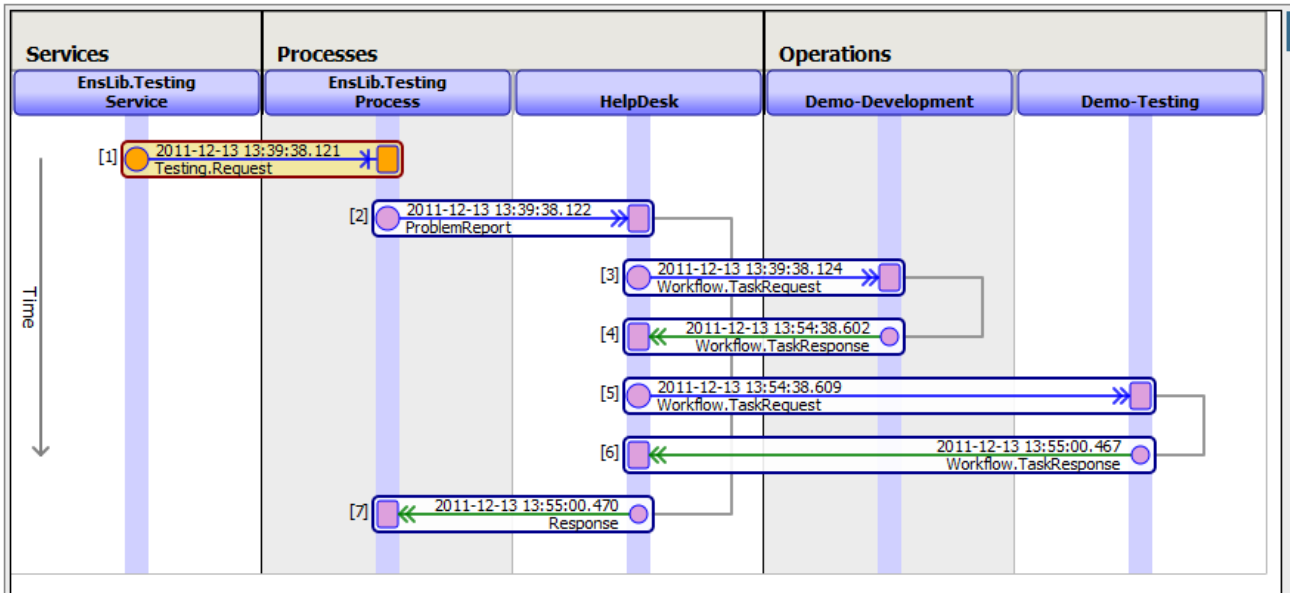 Services
Processes
Operations
EnsLib.Testing
Service
EnsLib.Testing
Process
HelpDesk
Demo-Development
Demo-Testing
[1]
2011-12-13 13:39:38.121
Testing.Request
[2]
2011-12-13 13:39:38.122
ProblemReport
[3]
2011-12-13 13:39:38.124
Workflow.TaskRequest
Time
[4]
2011-12-13 13:54:38.602
Workflow.TaskResponse
[5]
2011-12-13 13:54:38.609
Workflow.TaskRequest
[6]
2011-12-13 13:55:00.467
Workflow.TaskResponse
[7]
2011-12-13 13:55:00.470
Response